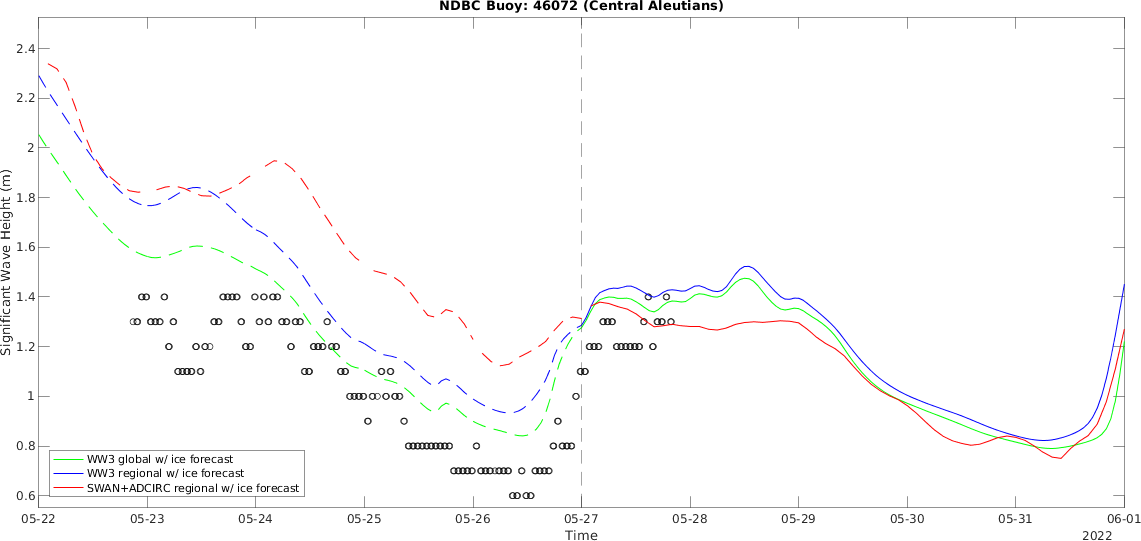 NDBC Buoy: 46072 (Central Aleutians)
2.4
2.2
2
1.8
1.6
1.4
1.2
1
0.8
0.6
Significant Wave Height (m)
WW3 global w/ ice forecast
WW3 regional w/ ice forecast
SWAN+ADCIRC regional w/ ice forecast
05-22 05-23 05-24 05-25 05-26 05-27 05-28 05-29 05-30 05-31 06-01
Time
2022